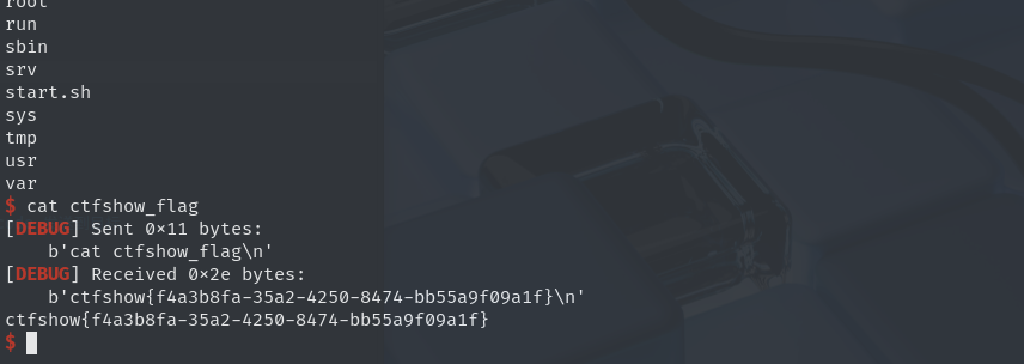 root
run
sbin
srv
start.sh
sys
tmp
usr
var
$ cat ctfshow_flag
[DEBUG] Sent 0×11 bytes:
    b'cat ctfshow_flag\n'
[DEBUG] Received 0×2e bytes:
    b'ctfshow{f4a3b8fa-35a2-4250-8474-bb55a9f09a1f}\n'
ctfshow{f4a3b8fa-35a2-4250-8474-bb55a9f09a1f}
$